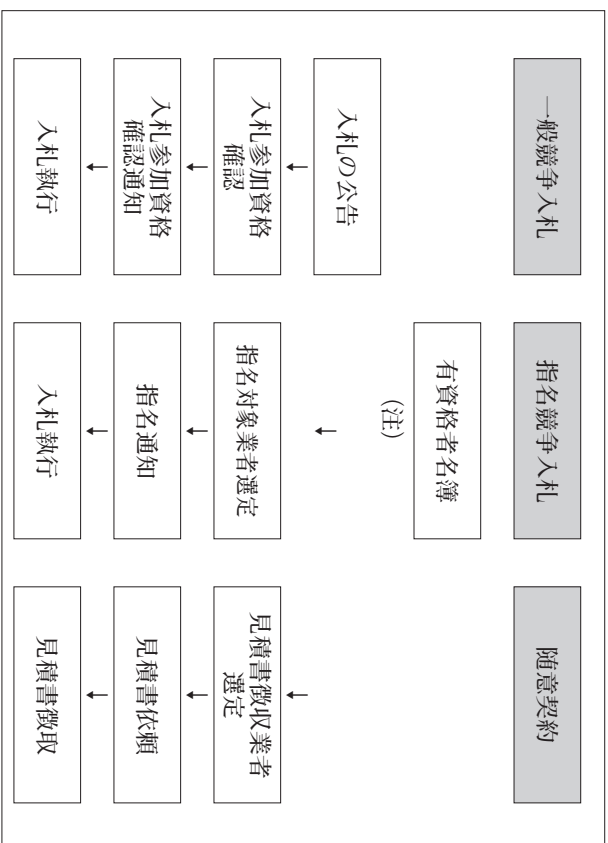 一般競争入札
入札の公告
入札参加資格
確認
入札参加資格
確認通知
入札執行
指名競争入札
有資格者名簿
(注)
指名対象業者選定
指名通知
入札執行
随意契約
見積書徴収業者
選定
見積書依頼
見積書徴取